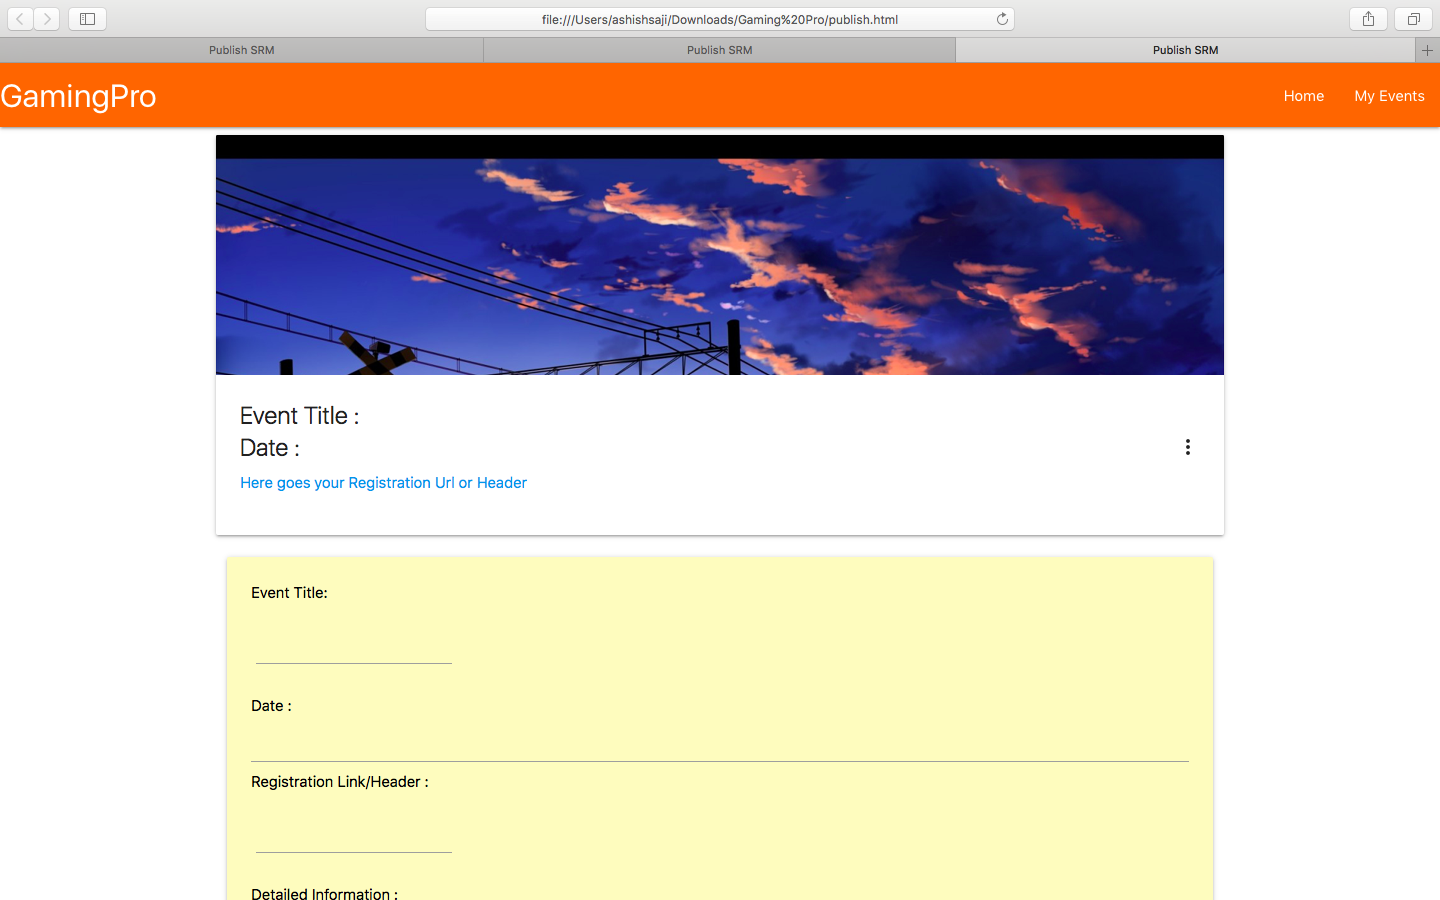 file:///Users/ashishsaji/Downloads/Gaming%20Pro/publish.html
Publish SRM
Publish SRM
Publish SRM
GamingPro
Home
My Events
Event Title :
Date :
Here goes your Registration Url or Header
Event Title:
Date :
Registration Link/Header :
Detailed Information :